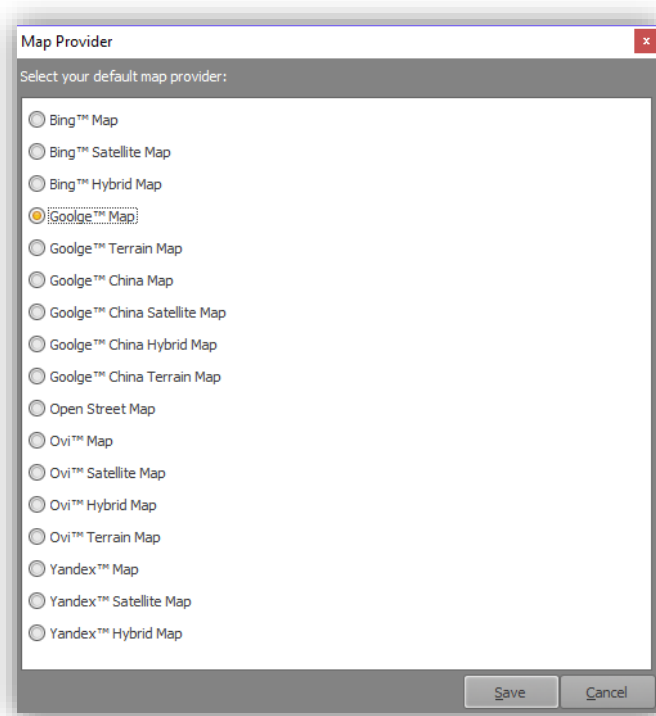 Map Provider
x
Select your default map provider:
Bing™ Map
Bing™ Satellite Map
Bing™ Hybrid Map
Goolge™ Map
Goolge™ Terrain Map
Goolge™ China Map
Goolge™ China Satellite Map
Goolge™ China Hybrid Map
Goolge™ China Terrain Map
Open Street Map
Ovi™ Map
Ovi™ Satellite Map
Ovi™ Hybrid Map
Ovi™ Terrain Map
Yandex™ Map
Yandex™ Satellite Map
Yandex™ Hybrid Map
Save Cancel